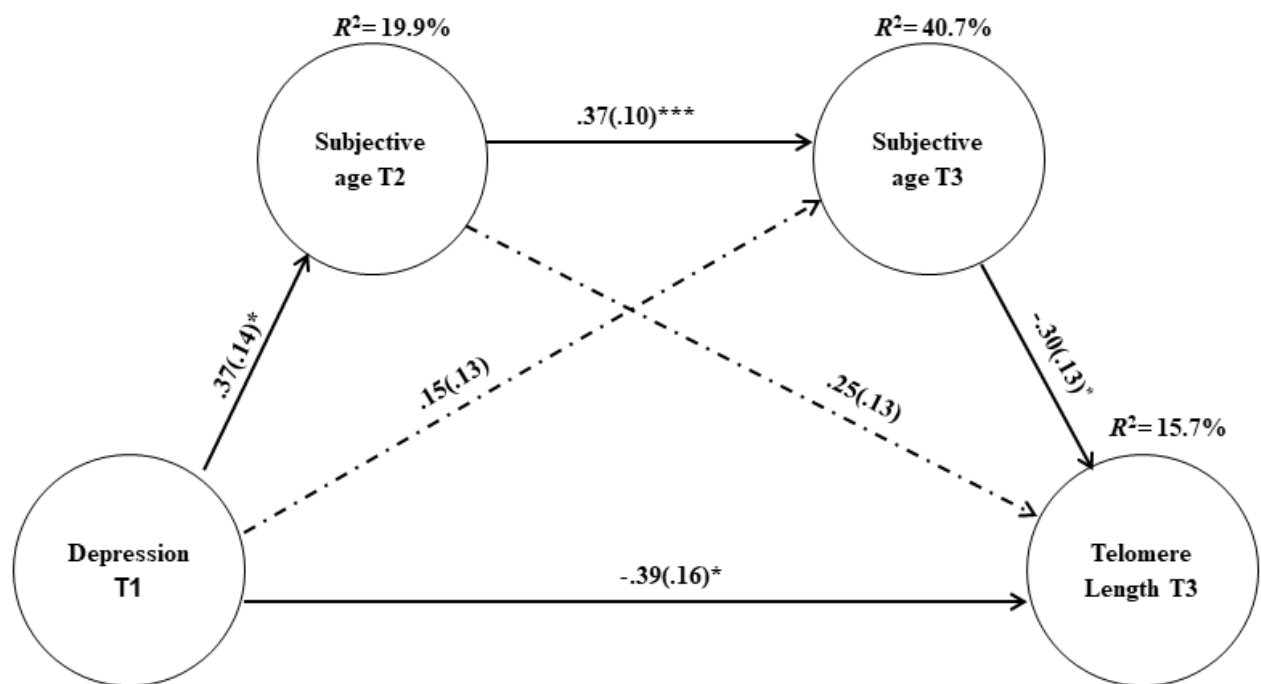 R²= 19.9%
R²= 40.7%
.37(.10)***
Subjective
age T2
Subjective
age T3
.37(.14)*
.15(.13)
.25(.13)
-.30(.13)*
R²= 15.7%
Depression
T1
-.39(.16)*
Telomere
Length T3